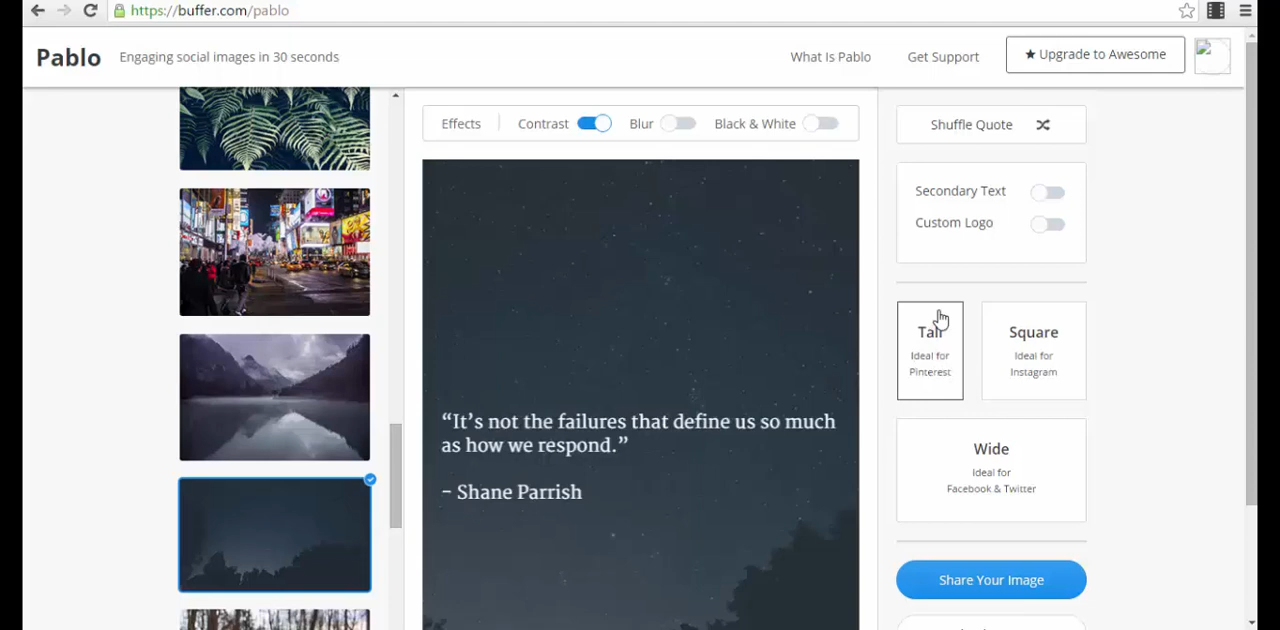 https://buffer.com/pablo
Pablo Engaging social images in 30 seconds What Is Pablo Get Support ★ Upgrade to Awesome
Effects Contrast Blur Black & White
Shuffle Quote
Secondary Text
Custom Logo
Tall
Ideal for
Pinterest
Square
Ideal for
Instagram
“It’s not the failures that define us so much
as how we respond.”
- Shane Parrish
Wide
Ideal for
Facebook & Twitter
Share Your Image